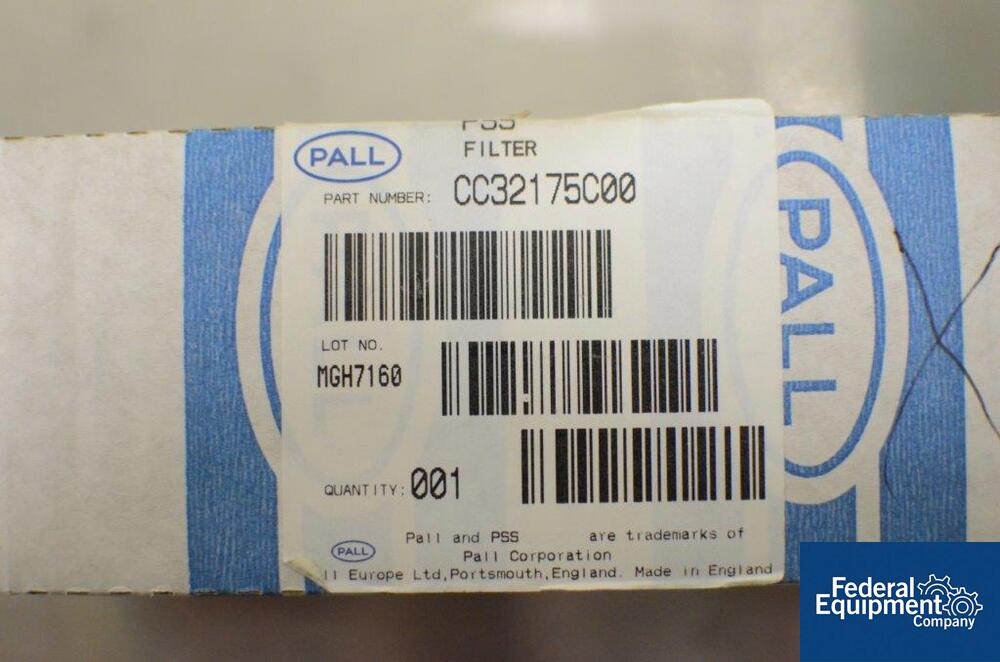 PSS
FILTER
PALL
PART NUMBER: CC32175C00
LOT NO.
MGH7160
QUANTITY: 001
Pall and PSS are trademarks of
Pall Corporation
PALL
ll Europe Ltd,Portsmouth,England. Made in England
PALL
Federal
Equipment
Company